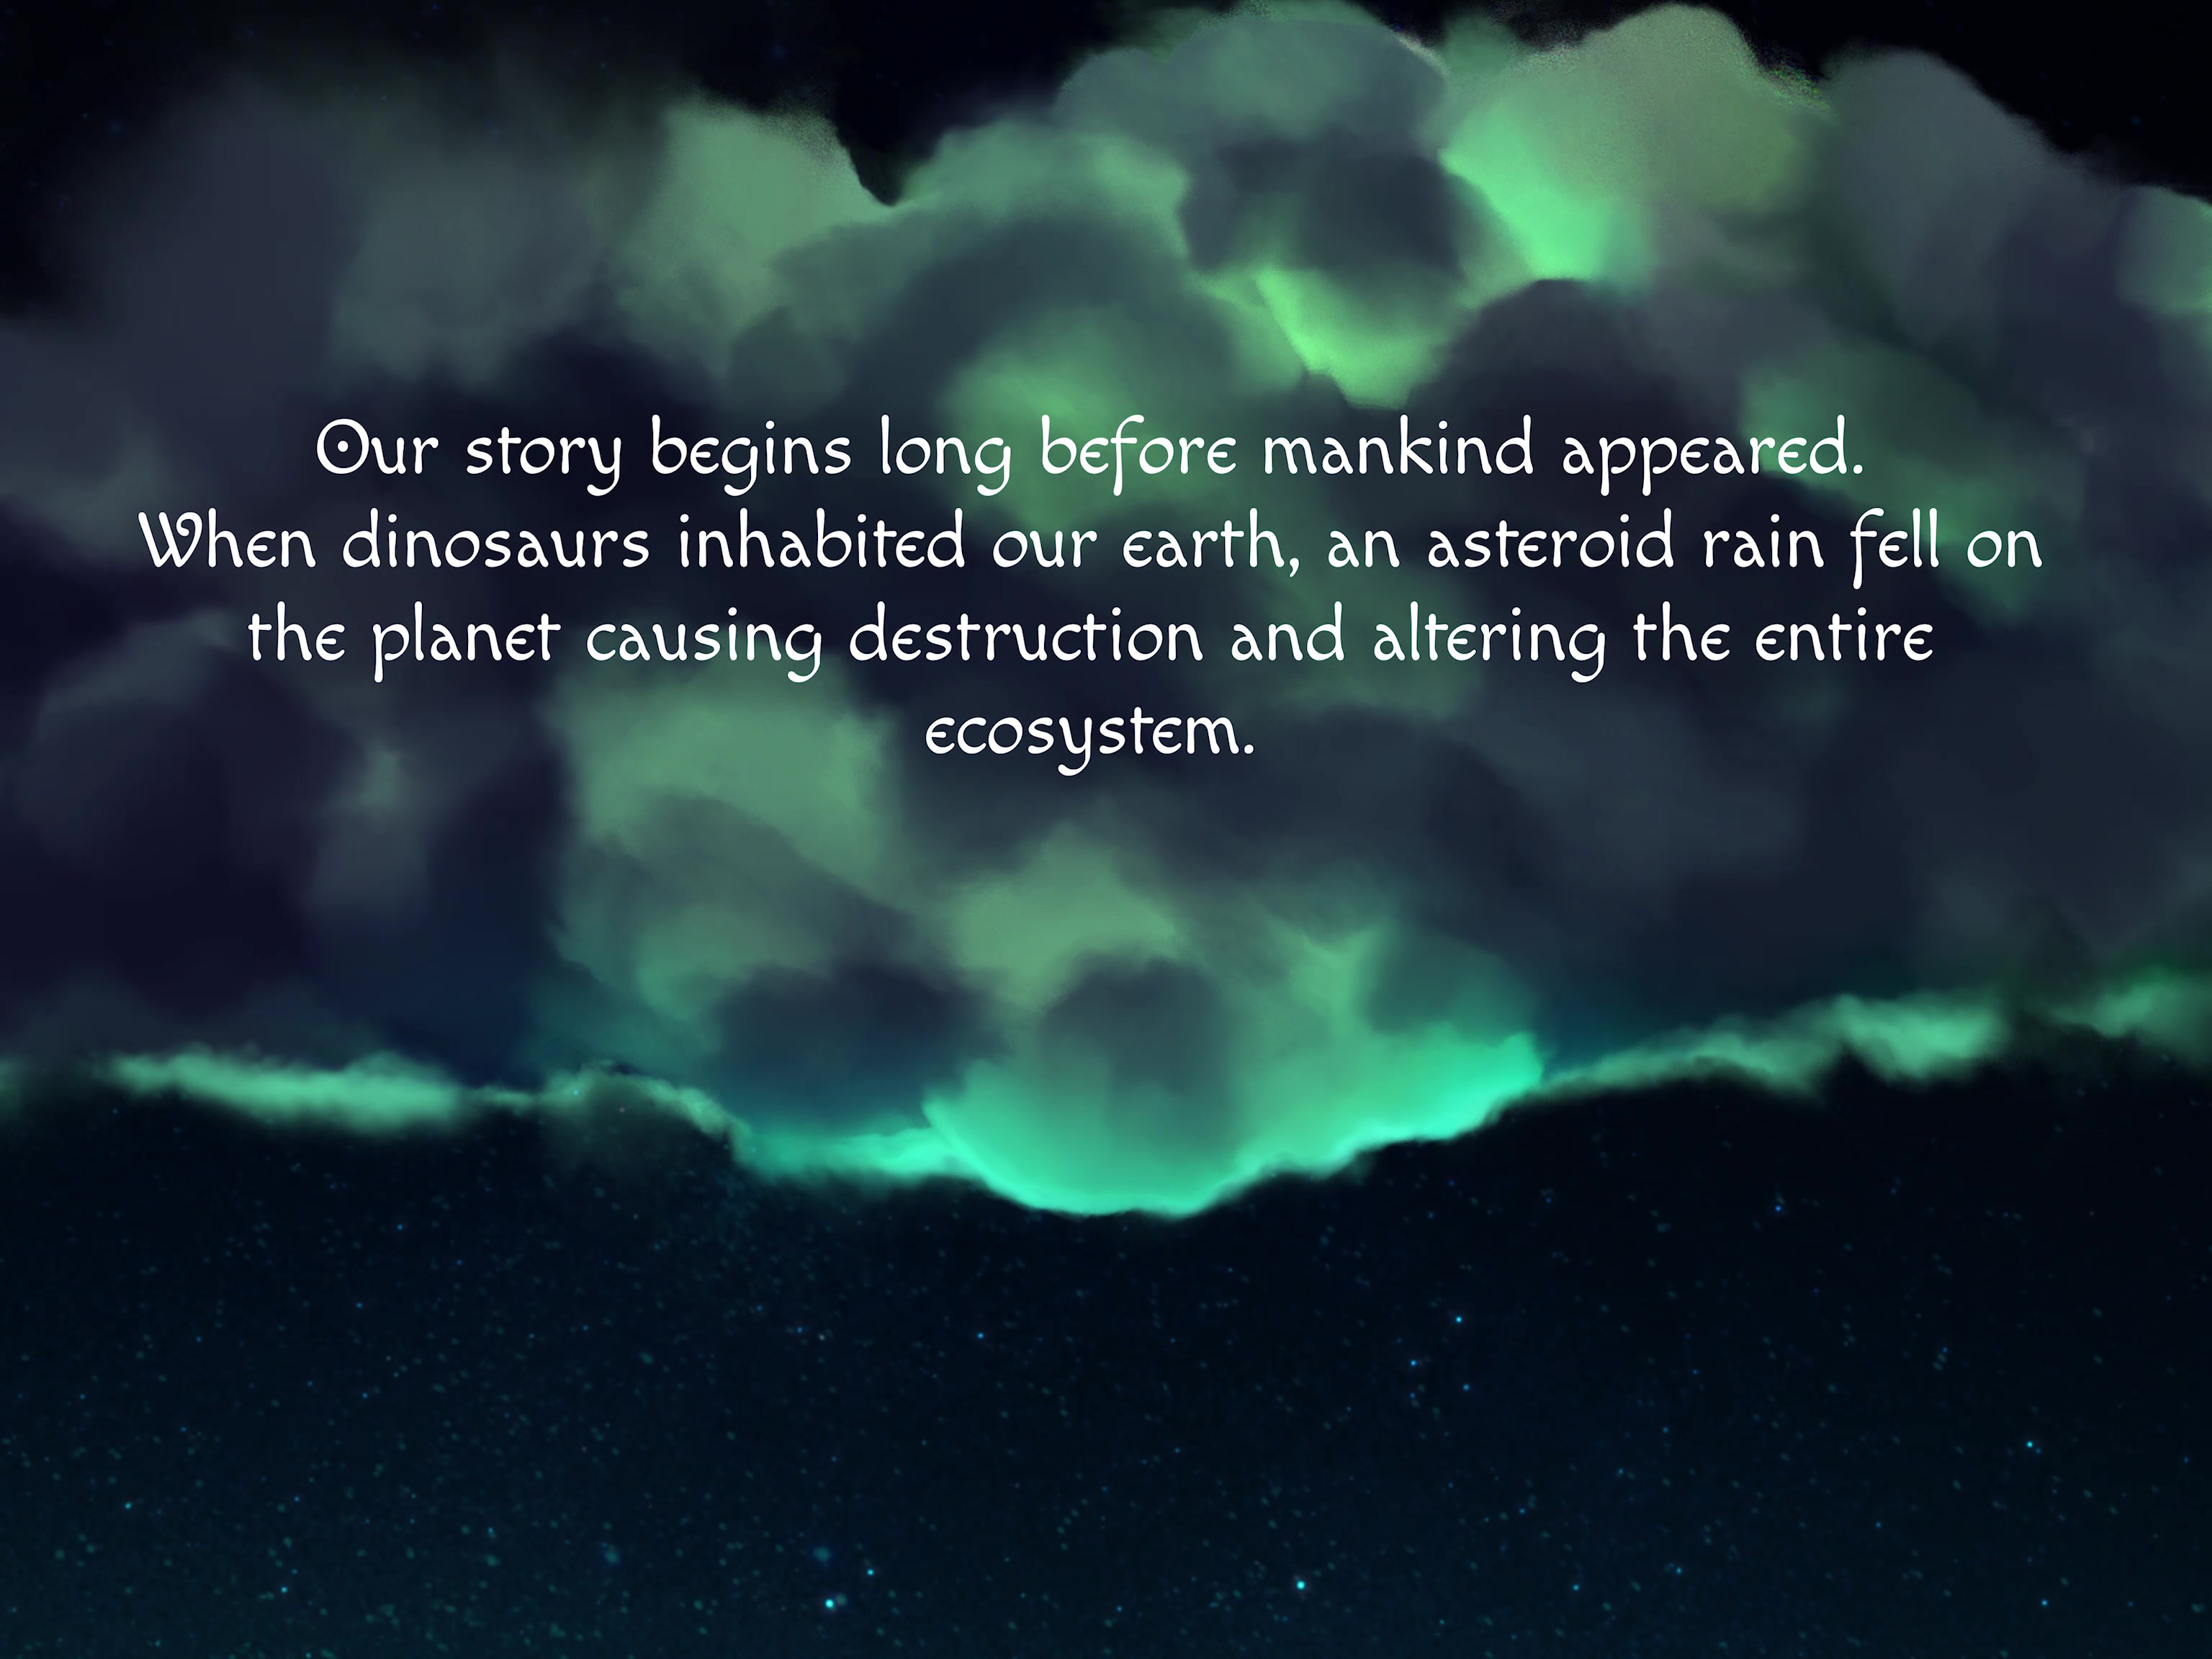 Our story begins long before mankind appeared.
When dinosaurs inhabited our earth, an asteroid rain fell on
the planet causing destruction and altering the entire
ecosystem.